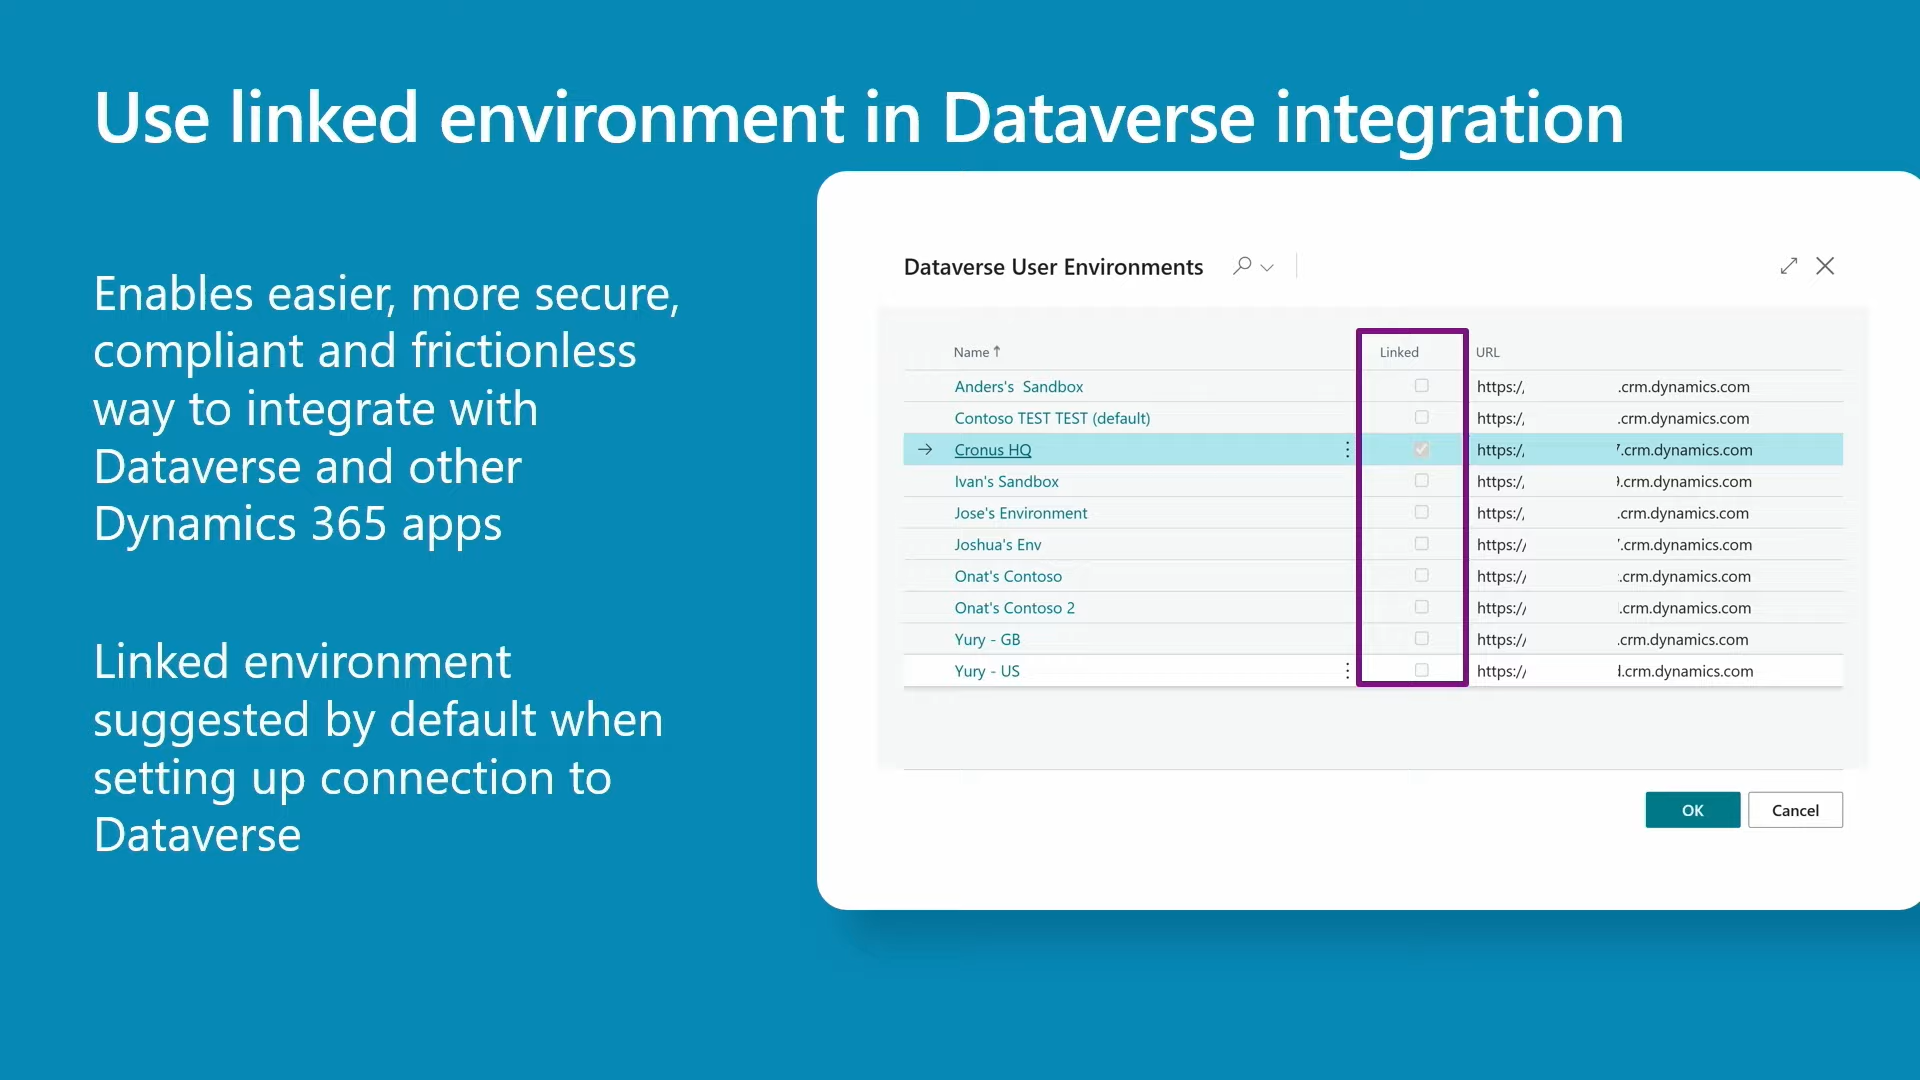 Use linked environment in Dataverse integration
Enables easier, more secure,
compliant and frictionless
way to integrate with
Dataverse and other
Dynamics 365 apps
Linked environment
suggested by default when
setting up connection to
Dataverse
Dataverse User Environments
Name ↑ Linked URL
Anders's Sandbox https:/, .crm.dynamics.com
Contoso TEST TEST (default) https:/, .crm.dynamics.com
Cronus HQ https:/, .crm.dynamics.com
Ivan's Sandbox https:/, .crm.dynamics.com
Jose's Environment https:/, .crm.dynamics.com
Joshua's Env https:// .crm.dynamics.com
Onat's Contoso https:// .crm.dynamics.com
Onat's Contoso 2 https:// .crm.dynamics.com
Yury - GB https:// .crm.dynamics.com
Yury - US https:// .crm.dynamics.com
OK Cancel